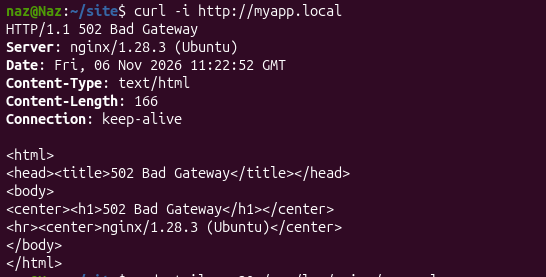 naz@Naz:~/site$ curl -i http://myapp.local
HTTP/1.1 502 Bad Gateway
Server: nginx/1.28.3 (Ubuntu)
Date: Fri, 06 Nov 2026 11:22:52 GMT
Content-Type: text/html
Content-Length: 166
Connection: keep-alive

<html>
<head><title>502 Bad Gateway</title></head>
<body>
<center><h1>502 Bad Gateway</h1></center>
<hr><center>nginx/1.28.3 (Ubuntu)</center>
</body>
</html>